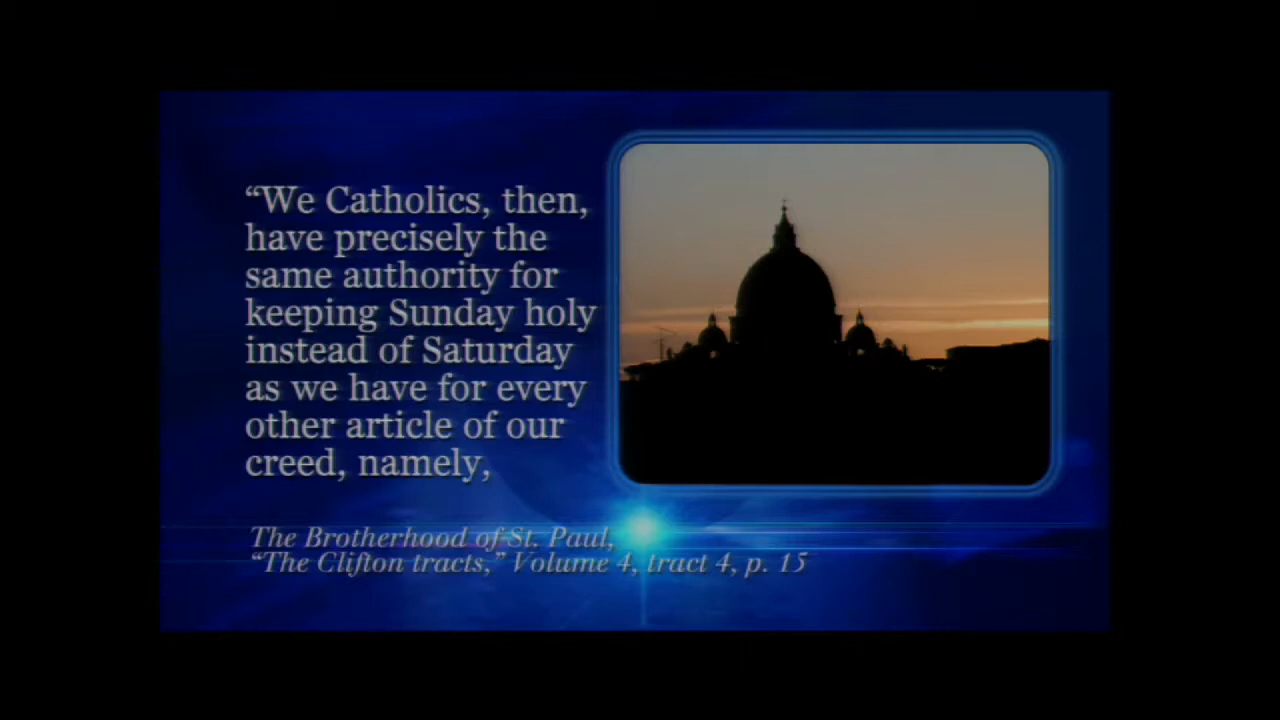 “We Catholics, then,
have precisely the
same authority for
keeping Sunday holy
instead of Saturday
as we have for every
other article of our
creed, namely,
The Brotherhood of St. Paul,
“The Clifton tracts,” Volume 4, tract 4, p. 15